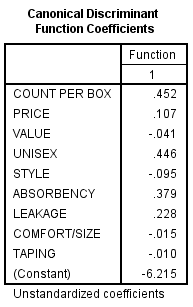 Canonical Discriminant
Function Coefficients
Function
1
COUNT PER BOX .452
PRICE .107
VALUE -.041
UNISEX .446
STYLE -.095
ABSORBENCY .379
LEAKAGE .228
COMFORT/SIZE -.015
TAPING -.010
(Constant) -6.215
Unstandardized coefficients